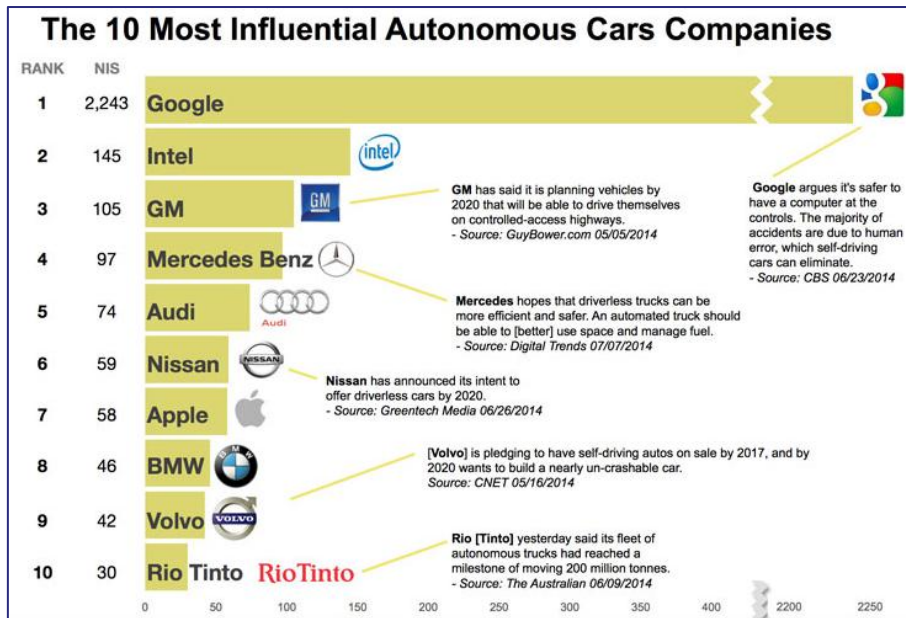 The 10 Most Influential Autonomous Cars Companies
RANK NIS
1 2,243 Google
2 145 Intel intel
3 105 GM GM
GM has said it is planning vehicles by
2020 that will be able to drive themselves
on controlled-access highways.
- Source: GuyBower.com 05/05/2014
Google argues it's safer to
have a computer at the
controls. The majority of
accidents are due to human
error, which self-driving
cars can eliminate.
- Source: CBS 06/23/2014
4 97 Mercedes Benz
Mercedes hopes that driverless trucks can be
more efficient and safer. An automated truck should
be able to [better] use space and manage fuel.
- Source: Digital Trends 07/07/2014
5 74 Audi Audi
6 59 Nissan NISSAN
Nissan has announced its intent to
offer driverless cars by 2020.
- Source: Greentech Media 06/26/2014
7 58 Apple
8 46 BMW BMW
[Volvo] is pledging to have self-driving autos on sale by 2017, and by
2020 wants to build a nearly un-crashable car.
Source: CNET 05/16/2014
9 42 Volvo VOLVO
Rio [Tinto] yesterday said its fleet of
autonomous trucks had reached a
milestone of moving 200 million tonnes.
- Source: The Australian 06/09/2014
10 30 Rio Tinto RioTinto
0 50 100 150 200 250 300 350 400 2200 2250